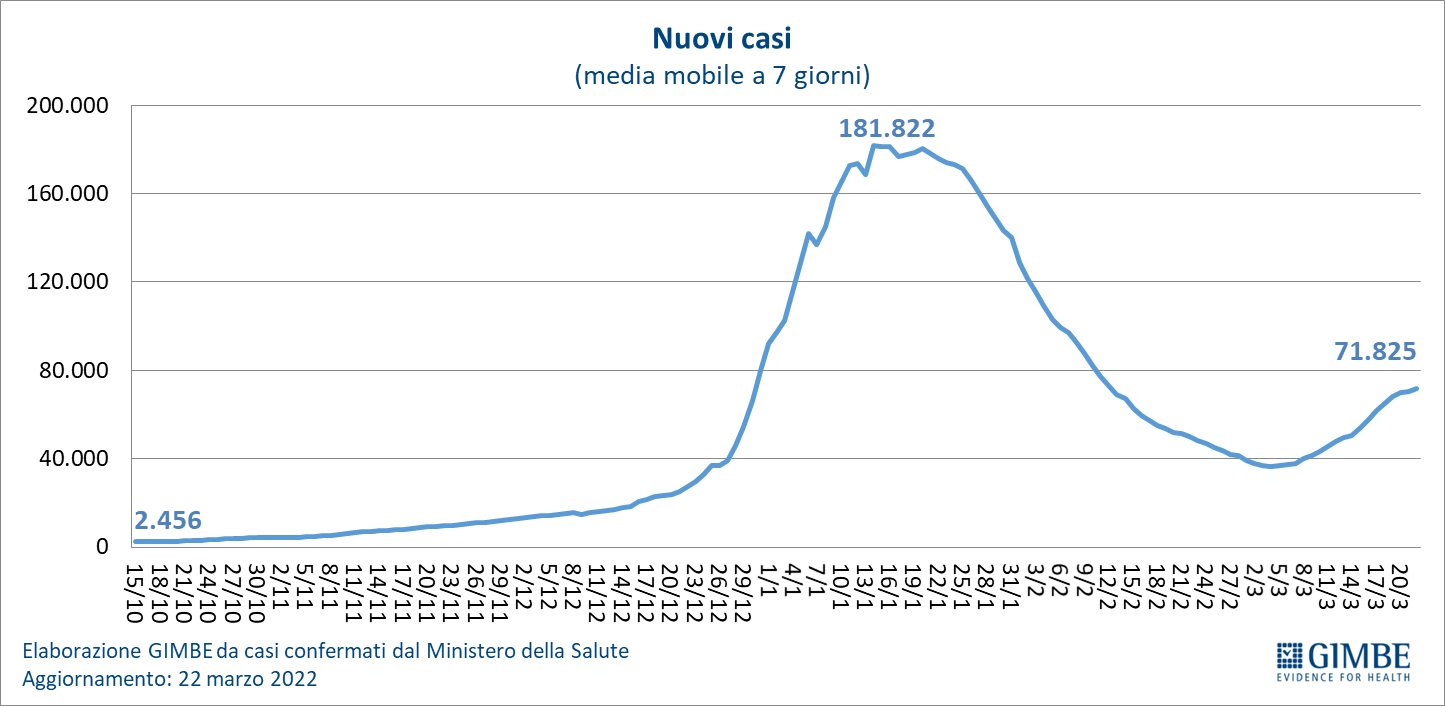 Nuovi casi
(media mobile a 7 giorni)
200.000
181.822
160.000
120.000
71.825
80.000
40.000
2.456
0
15/10 18/10 21/10 24/10 27/10 30/10 2/11 5/11 8/11 11/11 14/11 17/11 20/11 23/11 26/11 29/11 2/12 5/12 8/12 11/12 14/12 17/12 20/12 23/12 26/12 29/12 1/1 4/1 7/1 10/1 13/1 16/1 19/1 22/1 25/1 28/1 31/1 3/2 6/2 9/2 12/2 15/2 18/2 21/2 24/2 27/2 2/3 5/3 8/3 11/3 14/3 17/3 20/3
Elaborazione GIMBE da casi confermati dal Ministero della Salute
Aggiornamento: 22 marzo 2022
GIMBE
EVIDENCE FOR HEALTH